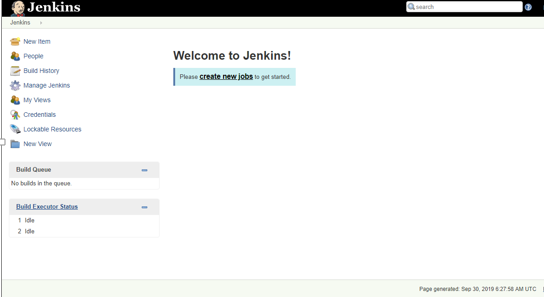 Jenkins
search
Jenkins
New Item
People
Build History
Manage Jenkins
My Views
Credentials
Lockable Resources
New View
Build Queue
No builds in the queue.
Build Executor Status
1 Idle
2 Idle
Welcome to Jenkins!
Please create new jobs to get started.
Page generated: Sep 30, 2019 6:27:58 AM UTC